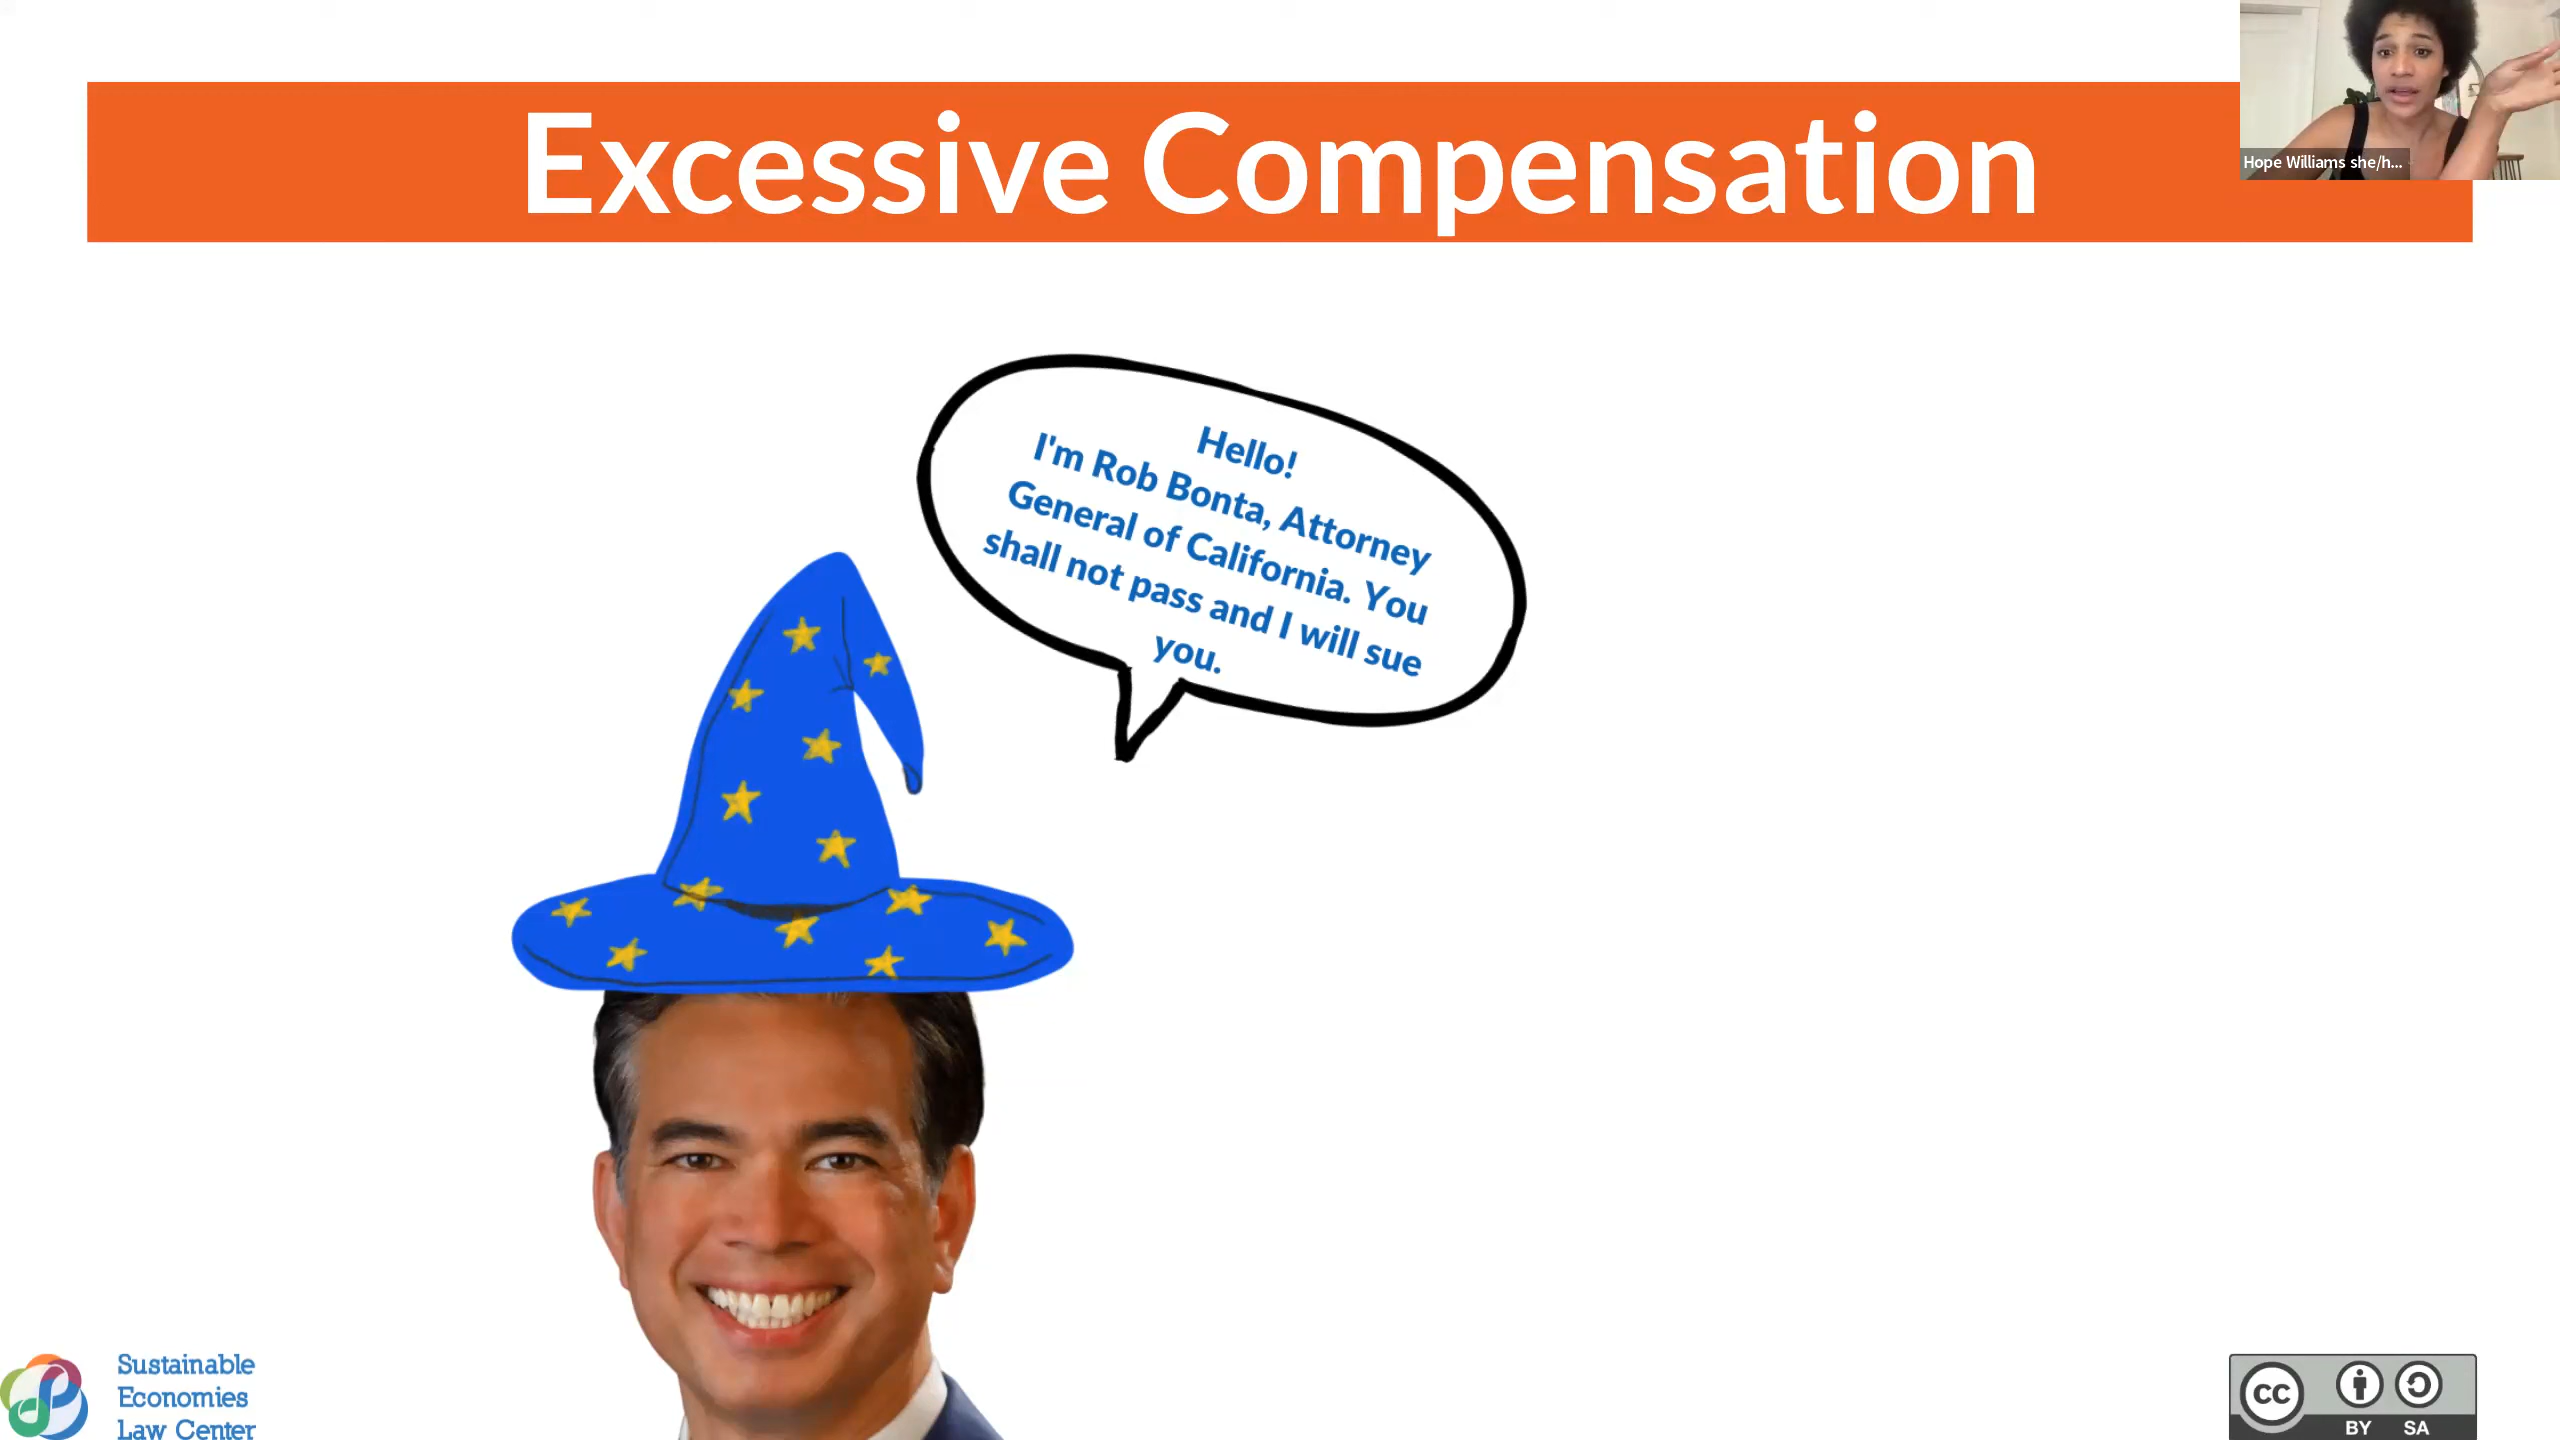 Excessive Compensation
Hope Williams she/h...
Hello!
I'm Rob Bonta, Attorney
General of California. You
shall not pass and I will sue
you.
Sustainable
Economies
Law Center
cc
BY SA